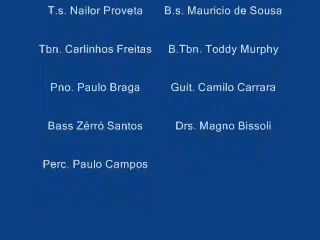 T.s. Nailor Proveta B.s. Mauricio de Sousa
Tbn. Carlinhos Freitas B.Tbn. Toddy Murphy
Pno. Paulo Braga Guit. Camilo Carrara
Bass Zérró Santos Drs. Magno Bissoli
Perc. Paulo Campos